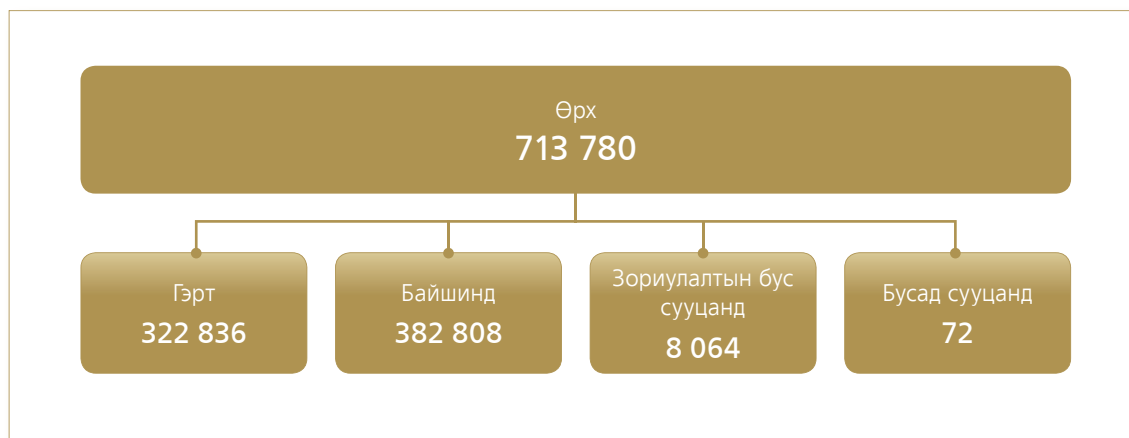 Өрх
713 780
Гэрт
322 836
Байшинд
382 808
Зориулалтын бус
сууцанд
8 064
Бусад сууцанд
72